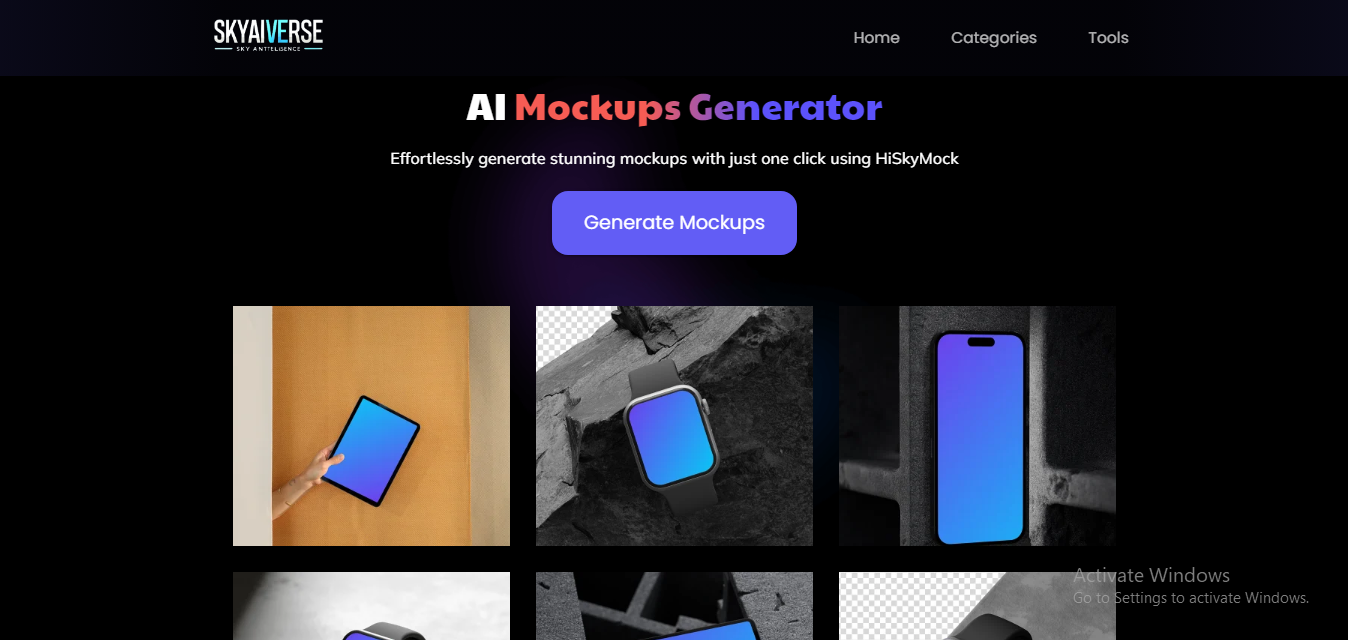 SKYAIVERSE
SKY ANTTELIGENCE
Home
Categories
Tools
AI Mockups Generator
Effortlessly generate stunning mockups with just one click using HiSkyMock
Generate Mockups
Activate Windows
Go to Settings to activate Windows.